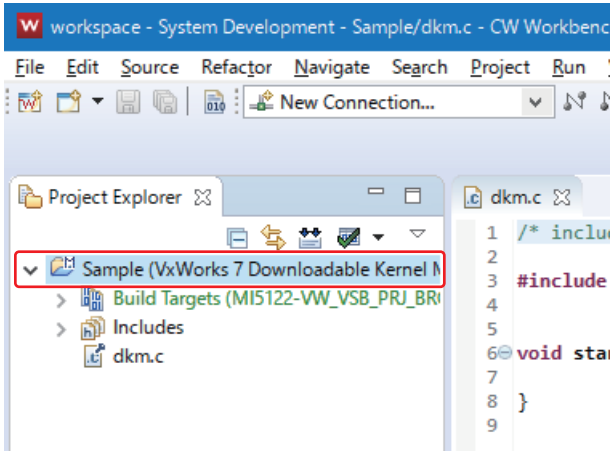 workspace - System Development - Sample/dkm.c - CW Workbenc
File Edit Source Refactor Navigate Search Project Run
New Connection...
Project Explorer
dkm.c
Sample (VxWorks 7 Downloadable Kernel M
Build Targets (MI5122-VW_VSB_PRJ_BR
Includes
dkm.c
1 /* inclu
2
3 #include
4
5
6 void sta
7
8 }
9